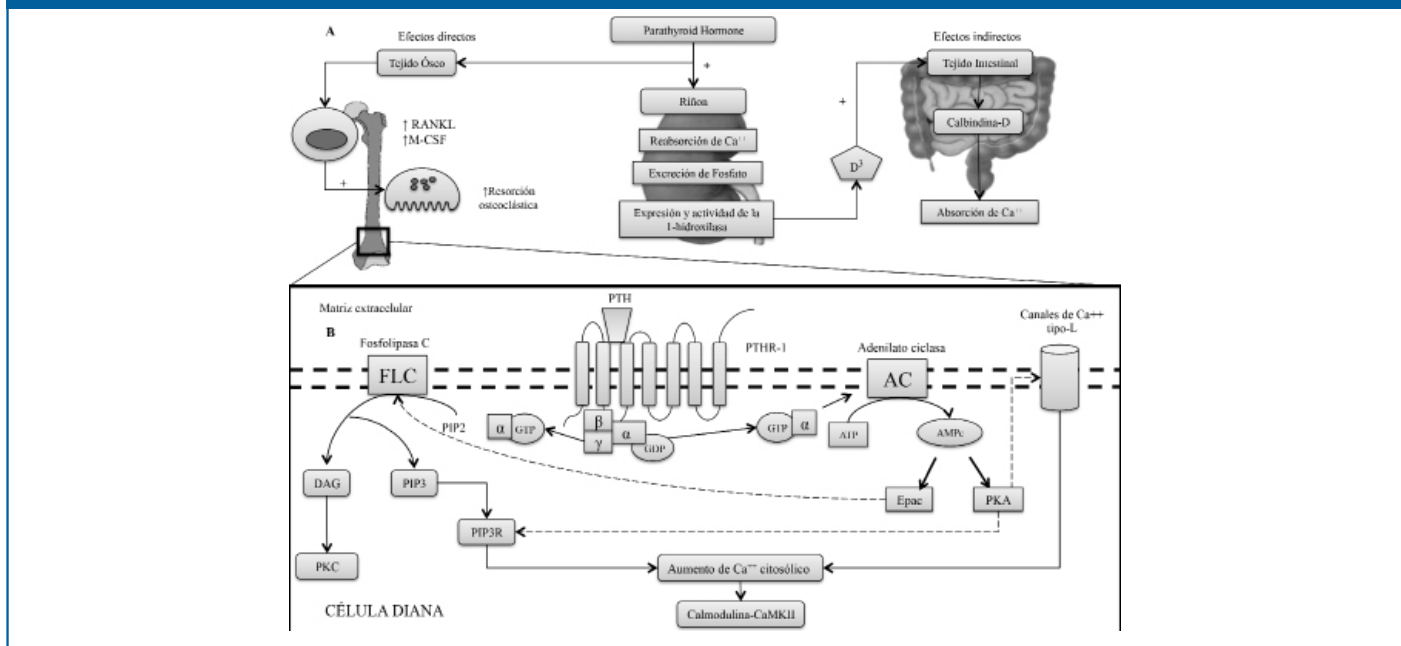 A
Efectos directos
Parathyroid Hormone
Efectos indirectos
Tejido Óseo
+
Tejido Intestinal
Riñon
+
↑ RANKL
↑M-CSF
Calbindina-D
Reabsorción de Ca⁺⁺
D³
Excreción de Fosfato
+
↑Resorción
osteoclástica
Expresión y actividad de la
1-hidroxilasa
Absorción de Ca⁺⁺
Matriz extracelular
PTH
Canales de Ca++
tipo-L
B
Fosfolipasa C
PTHR-1
Adenilato ciclasa
FLC
AC
PIP2
α GTP
β
γ
α
GDP
GTP α
ATP
AMPc
DAG
PIP3
Epac
PKA
PIP3R
PKC
Aumento de Ca⁺⁺ citosólico
CÉLULA DIANA
Calmodulina-CaMKII